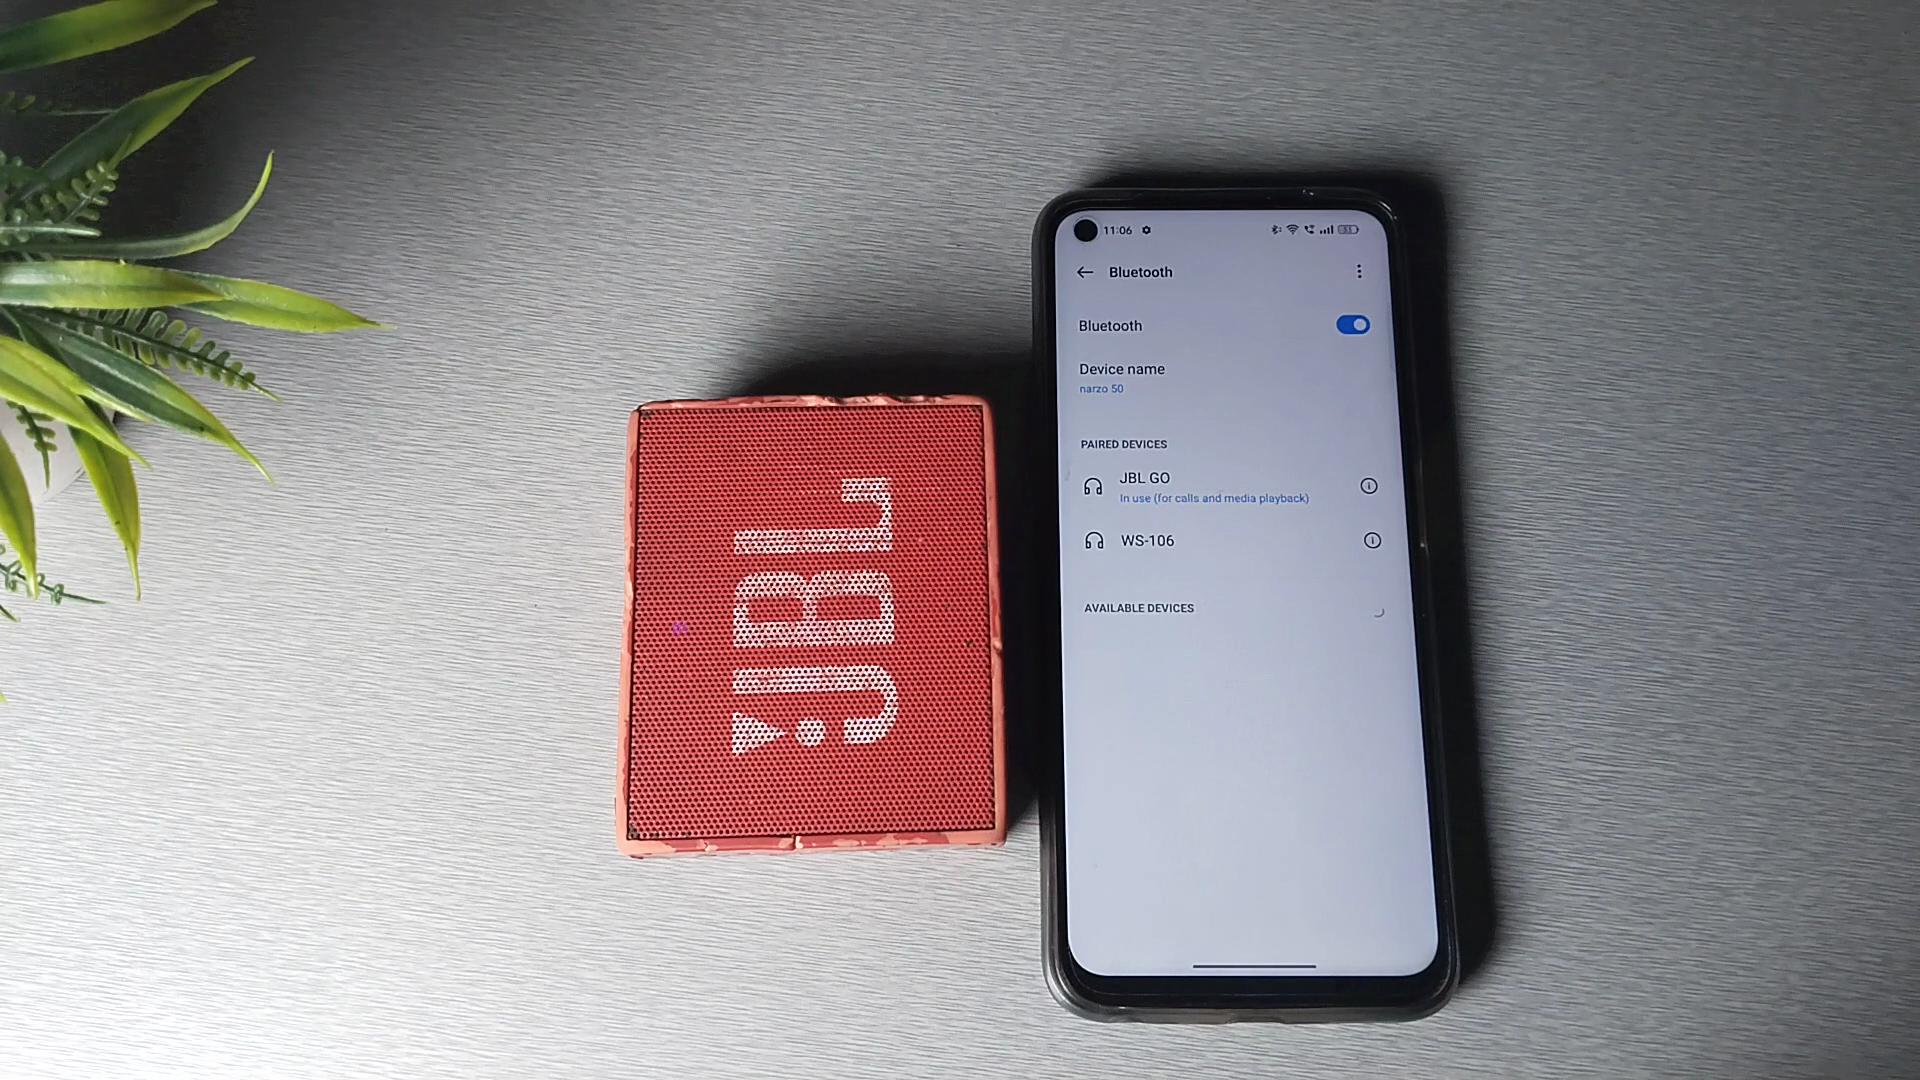 JBL
11:06
53
Bluetooth
Bluetooth
Device name
narzo 50
PAIRED DEVICES
JBL GO
In use (for calls and media playback)
WS-106
AVAILABLE DEVICES